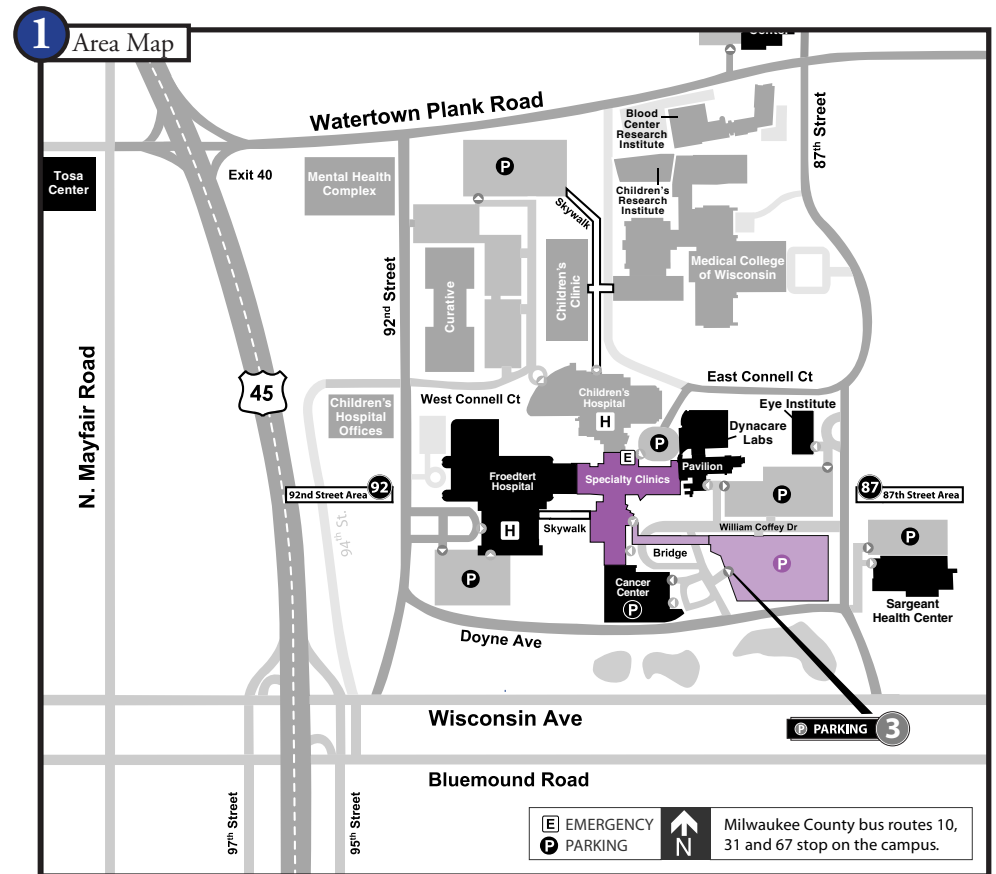 1 Area Map
Watertown Plank Road
87th Street
Blood
Center
Research
Institute
Tosa
Center
Exit 40
Mental Health
Complex
P
Skywalk
Children's
Research
Institute
92nd Street
Curative
Children's
Clinic
Medical College
of Wisconsin
N. Mayfair Road
45
Children's
Hospital
Offices
West Connell Ct
Children's
Hospital
H
East Connell Ct
Eye Institute
Dynacare
Labs
P
E
Pavilion
Froedtert
Hospital
Specialty Clinics
92nd Street Area 92
87
87th Street Area
P
94th St.
H
Skywalk
William Coffey Dr
Bridge
P
P
P
Cancer
Center
P
Sargeant
Health Center
Doyne Ave
Wisconsin Ave
P PARKING 3
Bluemound Road
97th Street
95th Street
E EMERGENCY
P PARKING
N
Milwaukee County bus routes 10,
31 and 67 stop on the campus.